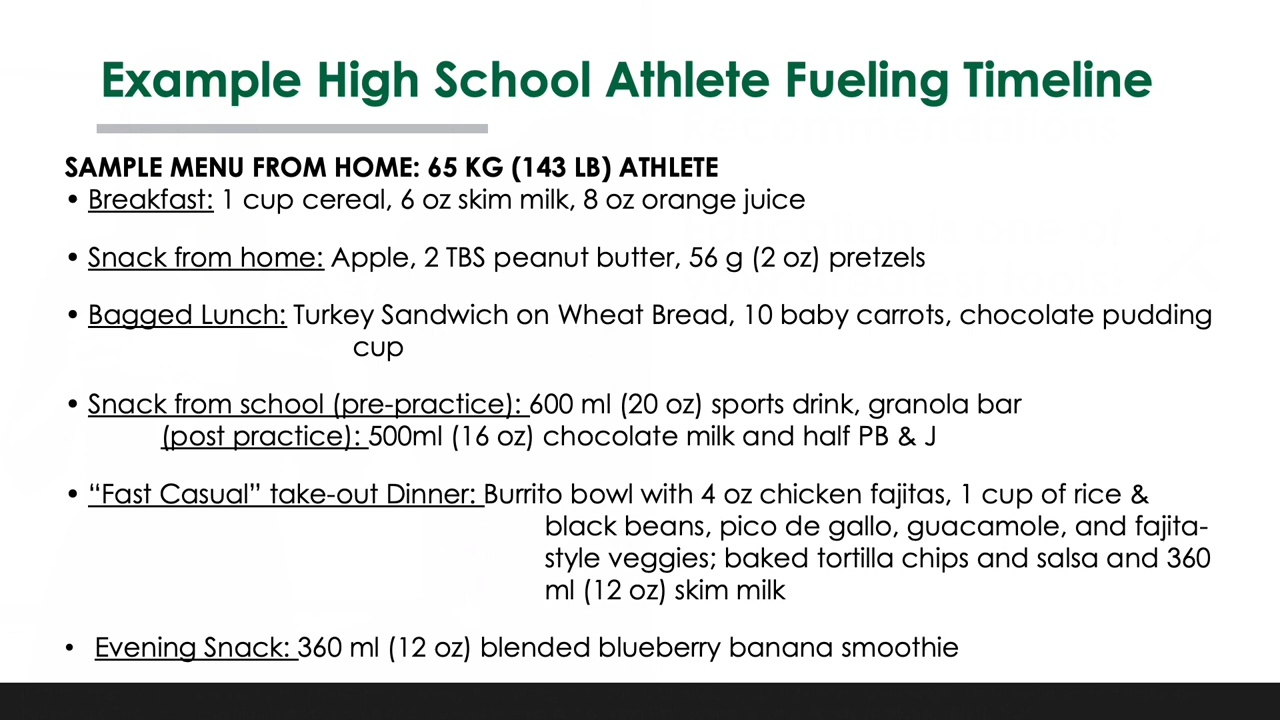 Example High School Athlete Fueling Timeline
SAMPLE MENU FROM HOME: 65 KG (143 LB) ATHLETE
• Breakfast: 1 cup cereal, 6 oz skim milk, 8 oz orange juice
• Snack from home: Apple, 2 TBS peanut butter, 56 g (2 oz) pretzels
• Bagged Lunch: Turkey Sandwich on Wheat Bread, 10 baby carrots, chocolate pudding
cup
• Snack from school (pre-practice): 600 ml (20 oz) sports drink, granola bar
(post practice): 500ml (16 oz) chocolate milk and half PB & J
• “Fast Casual” take-out Dinner: Burrito bowl with 4 oz chicken fajitas, 1 cup of rice &
black beans, pico de gallo, guacamole, and fajita-
style veggies; baked tortilla chips and salsa and 360
ml (12 oz) skim milk
• Evening Snack: 360 ml (12 oz) blended blueberry banana smoothie